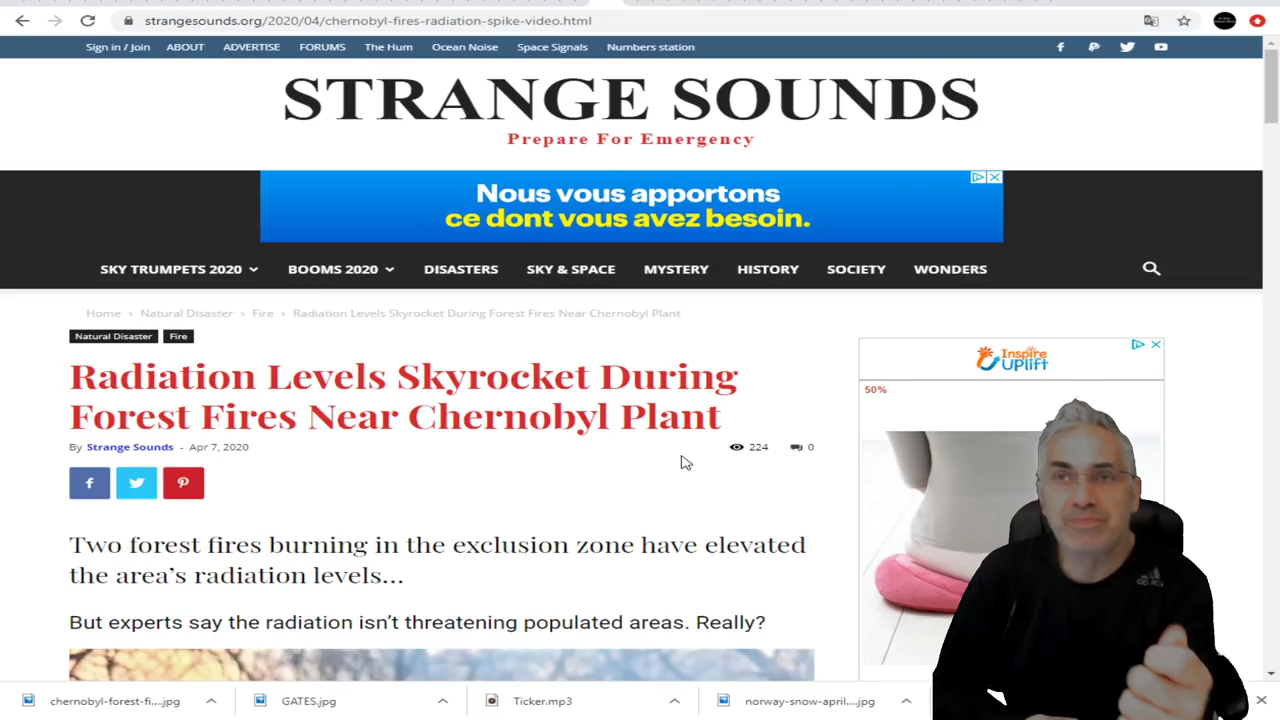 strangesounds.org/2020/04/chernobyl-fires-radiation-spike-video.html
Sign in / Join ABOUT ADVERTISE FORUMS The Hum Ocean Noise Space Signals Numbers station
STRANGE SOUNDS
Prepare For Emergency
Nous vous apportons
ce dont vous avez besoin.
SKY TRUMPETS 2020 BOOMS 2020 DISASTERS SKY & SPACE MYSTERY HISTORY SOCIETY WONDERS
Home › Natural Disaster › Fire › Radiation Levels Skyrocket During Forest Fires Near Chernobyl Plant
Natural Disaster Fire
Radiation Levels Skyrocket During
Forest Fires Near Chernobyl Plant
By Strange Sounds - Apr 7, 2020 224 0
Inspire
UpLift
50%
Two forest fires burning in the exclusion zone have elevated
the area’s radiation levels…
But experts say the radiation isn’t threatening populated areas. Really?
adidas
chernobyl-forest-fi....jpg GATES.jpg Ticker.mp3 norway-snow-april....jpg